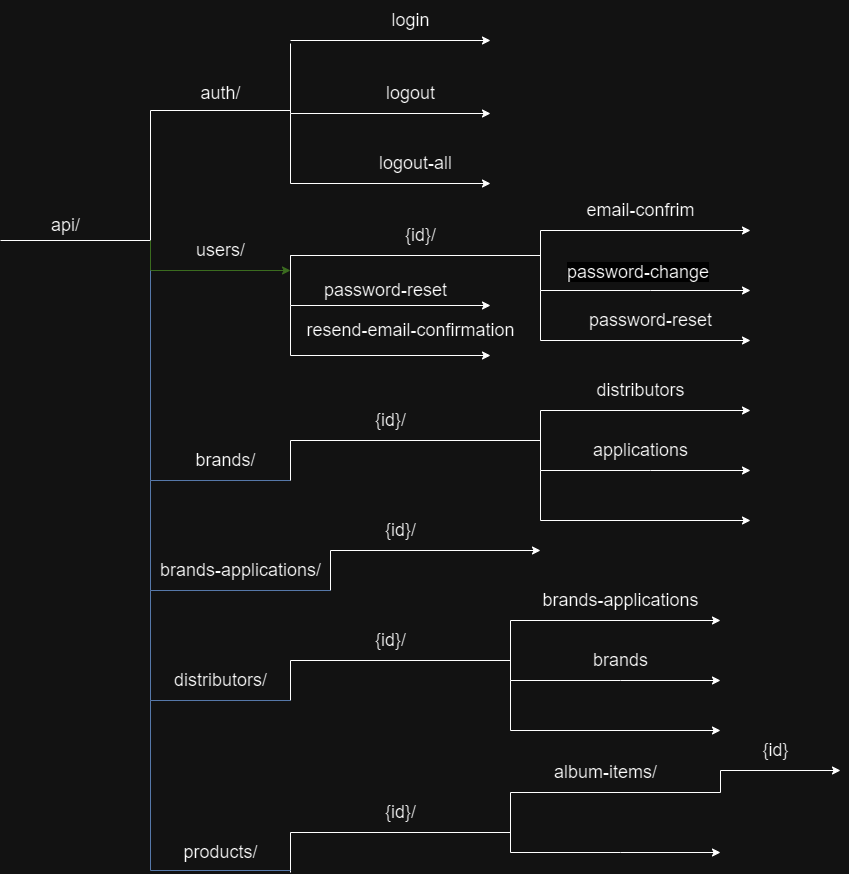 login
auth/
logout
logout-all
api/
users/
{id}/
email-confrim
password-change
password-reset
password-reset
resend-email-confirmation
brands/
{id}/
distributors
applications
brands-applications/
{id}/
distributors/
{id}/
brands-applications
brands
products/
{id}/
album-items/
{id}